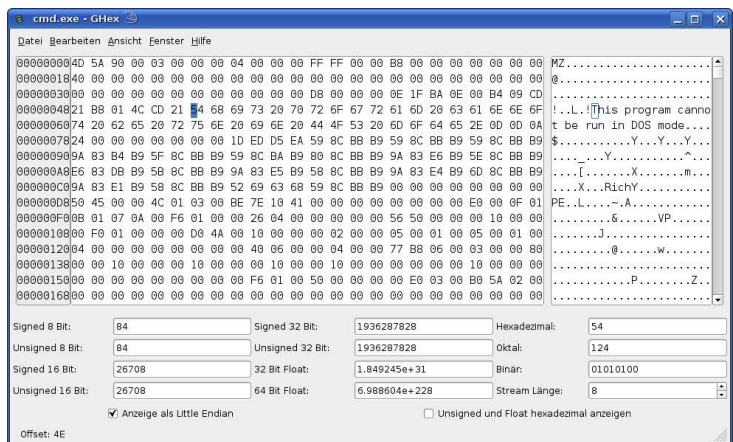 cmd.exe - GHex
Datei Bearbeiten Ansicht Fenster Hilfe
00000000 4D 5A 90 00 03 00 00 00 04 00 00 00 FF FF 00 00 B8 00 00 00 00 00 00 00 MZ......................
00000018 40 00 00 00 00 00 00 00 00 00 00 00 00 00 00 00 00 00 00 00 00 00 00 00 @.......................
00000030 00 00 00 00 00 00 00 00 00 00 00 00 D8 00 00 00 0E 1F BA 0E 00 B4 09 CD ........................
00000048 21 B8 01 4C CD 21 54 68 69 73 20 70 72 6F 67 72 61 6D 20 63 61 6E 6E 6F !..L.!This program canno
00000060 74 20 62 65 20 72 75 6E 20 69 6E 20 44 4F 53 20 6D 6F 64 65 2E 0D 0D 0A t be run in DOS mode....
00000078 24 00 00 00 00 00 00 00 1D ED D5 EA 59 8C BB B9 59 8C BB B9 59 8C BB B9 $...........Y...Y...Y...
00000090 9A 83 B4 B9 5F 8C BB B9 59 8C BA B9 80 8C BB B9 9A 83 E6 B9 5E 8C BB B9 ...._...Y...........^...
000000A8 E6 83 DB B9 5B 8C BB B9 9A 83 E5 B9 58 8C BB B9 9A 83 E4 B9 6D 8C BB B9 ....[.......X.......m...
000000C0 9A 83 E1 B9 58 8C BB B9 52 69 63 68 59 8C BB B9 00 00 00 00 00 00 00 00 ....X...RichY...........
000000D8 50 45 00 00 4C 01 03 00 BE 7E 10 41 00 00 00 00 00 00 00 00 E0 00 0F 01 PE..L....~.A............
000000F0 0B 01 07 0A 00 F6 01 00 00 26 04 00 00 00 00 00 56 50 00 00 00 10 00 00 .........&......VP......
00000108 00 F0 01 00 00 00 D0 4A 00 10 00 00 00 02 00 00 05 00 01 00 05 00 01 00 .......J................
00000120 04 00 00 00 00 00 00 00 00 40 06 00 00 04 00 00 77 B8 06 00 03 00 00 80 .........@......w.......
00000138 00 00 10 00 00 10 00 00 00 00 10 00 00 10 00 00 00 00 00 00 10 00 00 00 ........................
00000150 00 00 00 00 00 00 00 00 00 F6 01 00 50 00 00 00 00 E0 03 00 B0 5A 02 00 ............P........Z..
00000168 00 00 00 00 00 00 00 00 00 00 00 00 00 00 00 00 00 00 00 00 00 00 00 00 ........................
Signed 8 Bit: 84 Signed 32 Bit: 1936287828 Hexadezimal: 54
Unsigned 8 Bit: 84 Unsigned 32 Bit: 1936287828 Oktal: 124
Signed 16 Bit: 26708 32 Bit Float: 1.849245e+31 Binär: 01010100
Unsigned 16 Bit: 26708 64 Bit Float: 6.988604e+228 Stream Länge: 8
Anzeige als Little Endian Unsigned und Float hexadezimal anzeigen
Offset: 4E